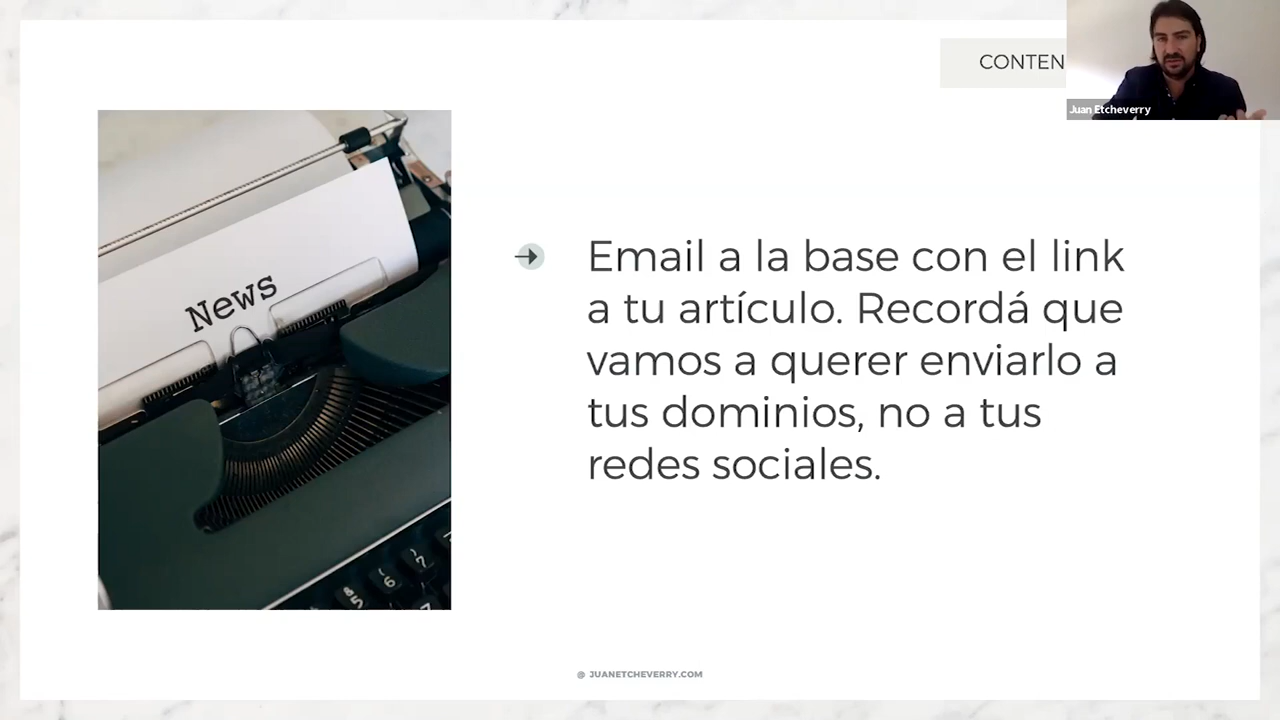 CONTEN
Juan Etcheverry
News
Email a la base con el link
a tu artículo. Recordá que
vamos a querer enviarlo a
tus dominios, no a tus
redes sociales.
@ JUANETCHEVERRY.COM